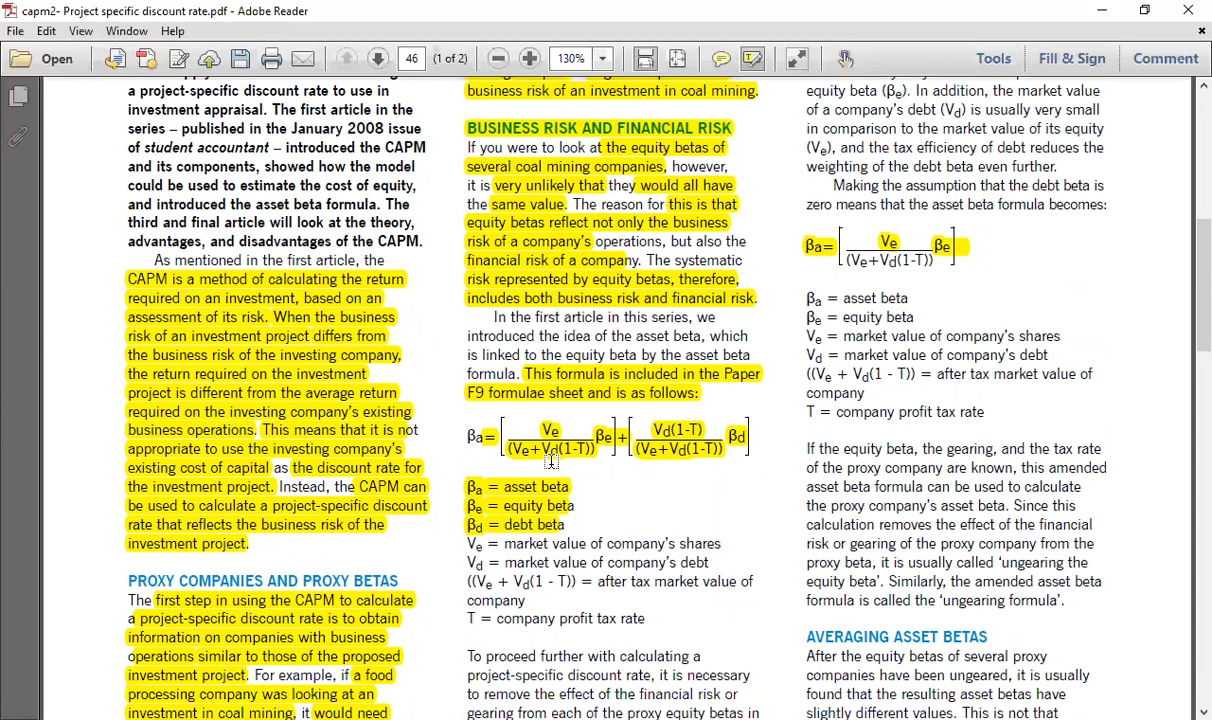 capm2- Project specific discount rate.pdf - Adobe Reader
File Edit View Window Help
Open 46 (1 of 2) 130% Tools Fill & Sign Comment
a project-specific discount rate to use in
investment appraisal. The first article in the
series – published in the January 2008 issue
of student accountant – introduced the CAPM
and its components, showed how the model
could be used to estimate the cost of equity,
and introduced the asset beta formula. The
third and final article will look at the theory,
advantages, and disadvantages of the CAPM.
As mentioned in the first article, the
CAPM is a method of calculating the return
required on an investment, based on an
assessment of its risk. When the business
risk of an investment project differs from
the business risk of the investing company,
the return required on the investment
project is different from the average return
required on the investing company's existing
business operations. This means that it is not
appropriate to use the investing company's
existing cost of capital as the discount rate for
the investment project. Instead, the CAPM can
be used to calculate a project-specific discount
rate that reflects the business risk of the
investment project.
PROXY COMPANIES AND PROXY BETAS
The first step in using the CAPM to calculate
a project-specific discount rate is to obtain
information on companies with business
operations similar to those of the proposed
investment project. For example, if a food
processing company was looking at an
investment in coal mining, it would need
business risk of an investment in coal mining.
BUSINESS RISK AND FINANCIAL RISK
If you were to look at the equity betas of
several coal mining companies, however,
it is very unlikely that they would all have
the same value. The reason for this is that
equity betas reflect not only the business
risk of a company's operations, but also the
financial risk of a company. The systematic
risk represented by equity betas, therefore,
includes both business risk and financial risk.
In the first article in this series, we
introduced the idea of the asset beta, which
is linked to the equity beta by the asset beta
formula. This formula is included in the Paper
F9 formulae sheet and is as follows:
βa= [ Ve / (Ve+Vd(1-T)) βe ] + [ Vd(1-T) / (Ve+Vd(1-T)) βd ]
βa = asset beta
βe = equity beta
βd = debt beta
Ve = market value of company's shares
Vd = market value of company's debt
((Ve + Vd(1 - T)) = after tax market value of
company
T = company profit tax rate
To proceed further with calculating a
project-specific discount rate, it is necessary
to remove the effect of the financial risk or
gearing from each of the proxy equity betas in
equity beta (βe). In addition, the market value
of a company's debt (Vd) is usually very small
in comparison to the market value of its equity
(Ve), and the tax efficiency of debt reduces the
weighting of the debt beta even further.
Making the assumption that the debt beta is
zero means that the asset beta formula becomes:
βa= [ Ve / (Ve+Vd(1-T)) βe ]
βa = asset beta
βe = equity beta
Ve = market value of company's shares
Vd = market value of company's debt
((Ve + Vd(1 - T)) = after tax market value of
company
T = company profit tax rate
If the equity beta, the gearing, and the tax rate
of the proxy company are known, this amended
asset beta formula can be used to calculate
the proxy company's asset beta. Since this
calculation removes the effect of the financial
risk or gearing of the proxy company from the
proxy beta, it is usually called 'ungearing the
equity beta'. Similarly, the amended asset beta
formula is called the 'ungearing formula'.
AVERAGING ASSET BETAS
After the equity betas of several proxy
companies have been ungeared, it is usually
found that the resulting asset betas have
slightly different values. This is not that